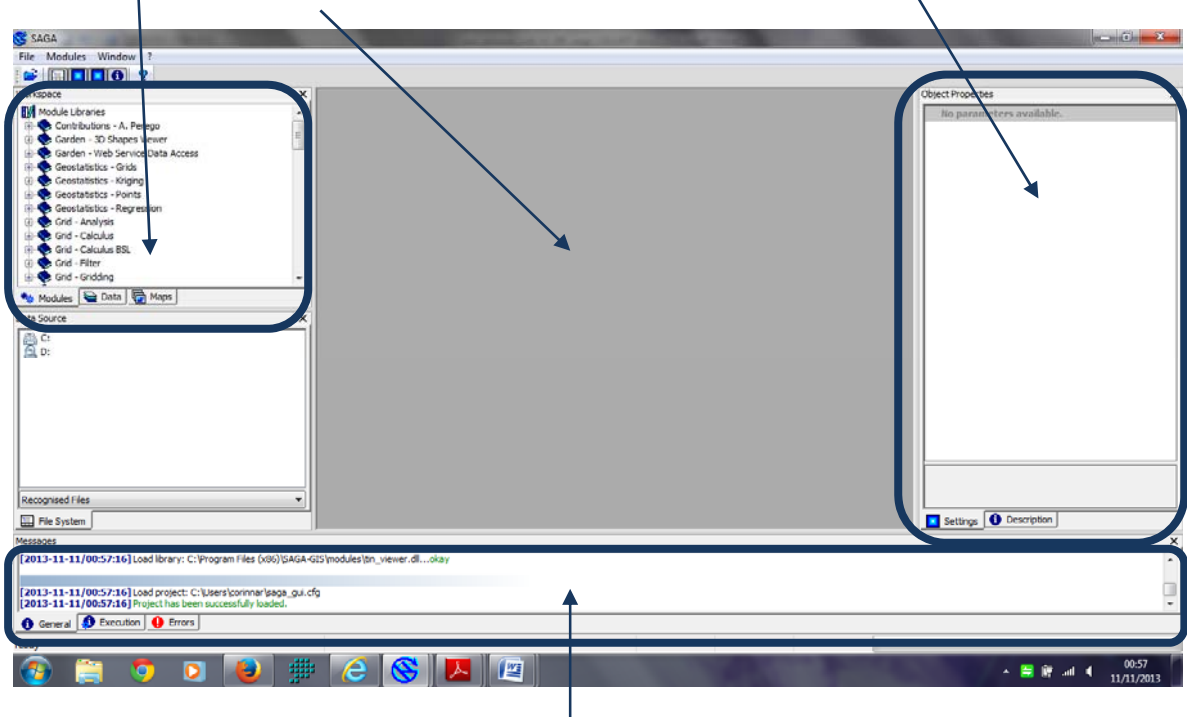 SAGA
File Modules Window ?
Workspace
Module Libraries
Contributions - A. Perego
Garden - 3D Shapes Viewer
Garden - Web Service Data Access
Geostatistics - Grids
Geostatistics - Kriging
Geostatistics - Points
Geostatistics - Regression
Grid - Analysis
Grid - Calculus
Grid - Calculus BSL
Grid - Filter
Grid - Gridding
Modules Data Maps
Data Source
C:
D:
Recognised Files
File System
Object Properties
No parameters available.
Settings Description
Messages
[2013-11-11/00:57:16] Load library: C:\Program Files (x86)\SAGA-GIS\modules\tin_viewer.dll...okay
[2013-11-11/00:57:16] Load project: C:\Users\corinnar\saga_gui.cfg
[2013-11-11/00:57:16] Project has been successfully loaded.
General Execution Errors
ready
00:57
11/11/2013